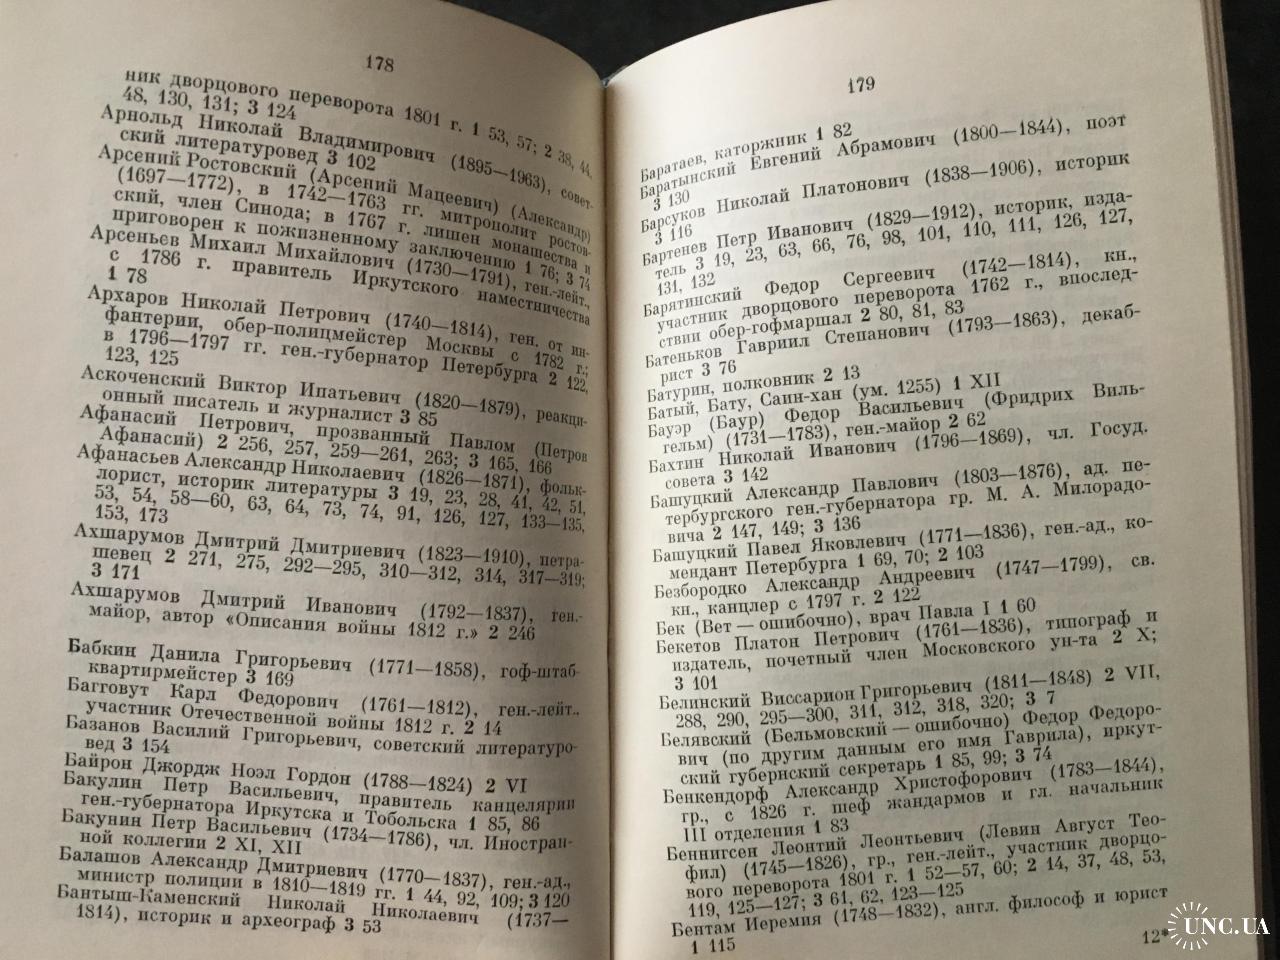 178
ник дворцового переворота 1801 г. 1 53, 57; 2 38, 44,
48, 130, 131; 3 124
Арнольд Николай Владимирович (1895—1963), совет-
ский литературовед 3 102
Арсений Ростовский (Арсений Мацеевич) (Александр)
(1697—1772), в 1742—1763 гг. митрополит ростов-
ский, член Синода; в 1767 г. лишен монашества и
приговорен к пожизненному заключению 1 76; 3 74
Арсеньев Михаил Михайлович (1730—1791), ген.-лейт.,
с 1786 г. правитель Иркутского наместничества
1 78
Архаров Николай Петрович (1740—1814), ген. от ин-
фантерии, обер-полицмейстер Москвы с 1782 г.;
в 1796—1797 гг. ген.-губернатор Петербурга 2 122,
123, 125
Аскоченский Виктор Ипатьевич (1820—1879), реакци-
онный писатель и журналист 3 85
Афанасий Петрович, прозванный Павлом (Петров
Афанасий) 2 256, 257, 259—261, 263; 3 165, 166
Афанасьев Александр Николаевич (1826—1871), фольк-
лорист, историк литературы 3 19, 23, 28, 41, 42, 51,
53, 54, 58—60, 63, 64, 73, 74, 91, 126, 127, 133—135,
153, 173
Ахшарумов Дмитрий Дмитриевич (1823—1910), петра-
шевец 2 271, 275, 292—295, 310—312, 314, 317—319;
3 171
Ахшарумов Дмитрий Иванович (1792—1837), ген.-
майор, автор «Описания войны 1812 г.» 2 246
Бабкин Данила Григорьевич (1771—1858), гоф-штаб-
квартирмейстер 3 169
Багговут Карл Федорович (1761—1812), ген.-лейт.,
участник Отечественной войны 1812 г. 2 14
Базанов Василий Григорьевич, советский литературо-
вед 3 154
Байрон Джордж Ноэл Гордон (1788—1824) 2 VI
Бакулин Петр Васильевич, правитель канцелярии
ген.-губернатора Иркутска и Тобольска 1 85, 86
Бакунин Петр Васильевич (1734—1786), чл. Иностран-
ной коллегии 2 XI, XII
Балашов Александр Дмитриевич (1770—1837), ген.-ад.,
министр полиции в 1810—1819 гг. 1 44, 92, 109; 3 120
Бантыш-Каменский Николай Николаевич (1737—
1814), историк и археограф 3 53
179
Баратаев, каторжник 1 82
Баратынский Евгений Абрамович (1800—1844), поэт
3 130
Барсуков Николай Платонович (1838—1906), историк
3 116
Бартенев Петр Иванович (1829—1912), историк, изда-
тель 3 19, 23, 63, 66, 76, 98, 101, 110, 111, 126, 127,
131, 132
Барятинский Федор Сергеевич (1742—1814), кн.,
участник дворцового переворота 1762 г., впослед-
ствии обер-гофмаршал 2 80, 81, 83
Батеньков Гавриил Степанович (1793—1863), декаб-
рист 3 76
Батурин, полковник 2 13
Батый, Бату, Саин-хан (ум. 1255) 1 XII
Бауэр (Баур) Федор Васильевич (Фридрих Виль-
гельм) (1731—1783), ген.-майор 2 62
Бахтин Николай Иванович (1796—1869), чл. Госуд.
совета 3 142
Башуцкий Александр Павлович (1803—1876), ад. пе-
тербургского ген.-губернатора гр. М. А. Милорадо-
вича 2 147, 149; 3 136
Башуцкий Павел Яковлевич (1771—1836), ген.-ад., ко-
мендант Петербурга 1 69, 70; 2 103
Безбородко Александр Андреевич (1747—1799), св.
кн., канцлер с 1797 г. 2 122
Бек (Вет — ошибочно), врач Павла I 1 60
Бекетов Платон Петрович (1761—1836), типограф и
издатель, почетный член Московского ун-та 2 X;
3 101
Белинский Виссарион Григорьевич (1811—1848) 2 VII,
288, 290, 295—300, 311, 312, 318, 320; 3 7
Белявский (Бельмовский — ошибочно) Федор Федоро-
вич (по другим данным его имя Гаврила), иркут-
ский губернский секретарь 1 85, 99; 3 74
Бенкендорф Александр Христофорович (1783—1844),
гр., с 1826 г. шеф жандармов и гл. начальник
III отделения 1 83
Беннигсен Леонтий Леонтьевич (Левин Август Тео-
фил) (1745—1826), гр., ген.-лейт., участник дворцо-
вого переворота 1801 г. 1 52—57, 60; 2 14, 37, 48, 53,
119, 125—127; 3 61, 62, 123—125
Бентам Иеремия (1748—1832), англ. философ и юрист
1 115
12*
UNC.UA